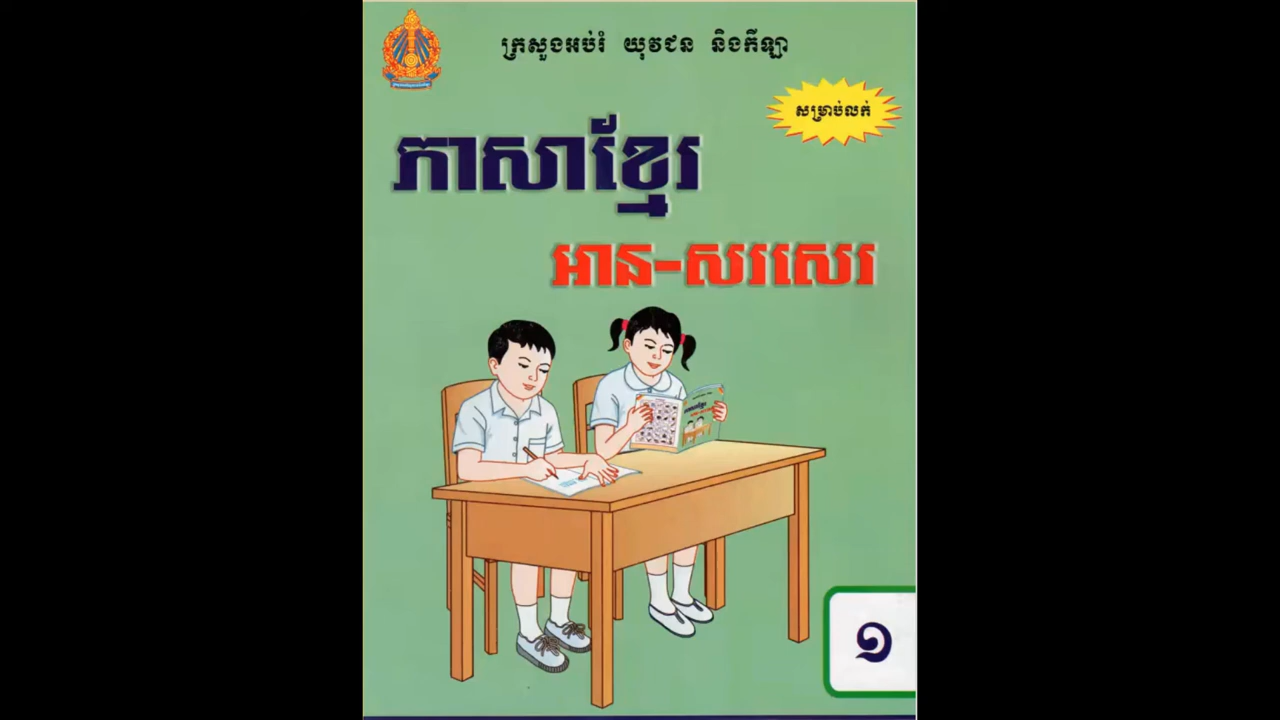 ក្រសួងអប់រំ យុវជន និងកីឡា
សម្រាប់លក់
ភាសាខ្មែរ
អាន-សរសេរ
១